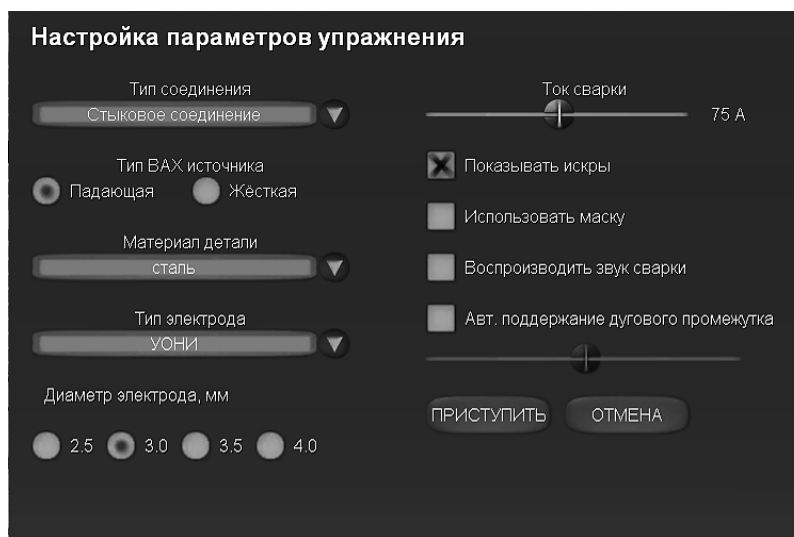 Настройка параметров упражнения
Тип соединения
Стыковое соединение
Тип ВАХ источника
Падающая Жёсткая
Материал детали
сталь
Тип электрода
УОНИ
Диаметр электрода, мм
2.5 3.0 3.5 4.0
Ток сварки
75 А
Показывать искры
Использовать маску
Воспроизводить звук сварки
Авт. поддержание дугового промежутка
ПРИСТУПИТЬ ОТМЕНА